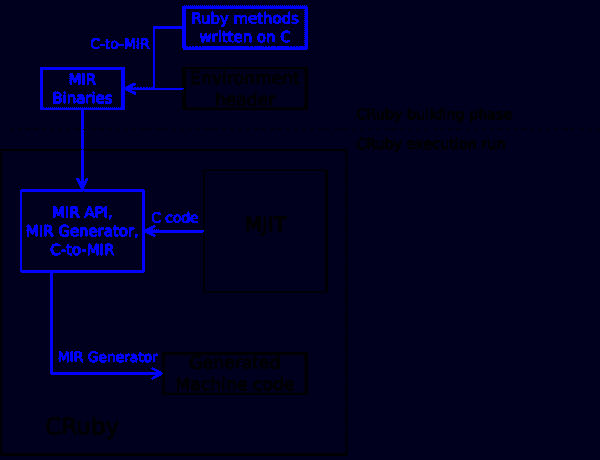 Ruby methods
written on C
C-to-MIR
MIR
Binaries
Environment
header
CRuby building phase
CRuby execution run
MIR API,
MIR Generator,
C-to-MIR
C code
MJIT
MIR Generator
Generated
Machine code
CRuby